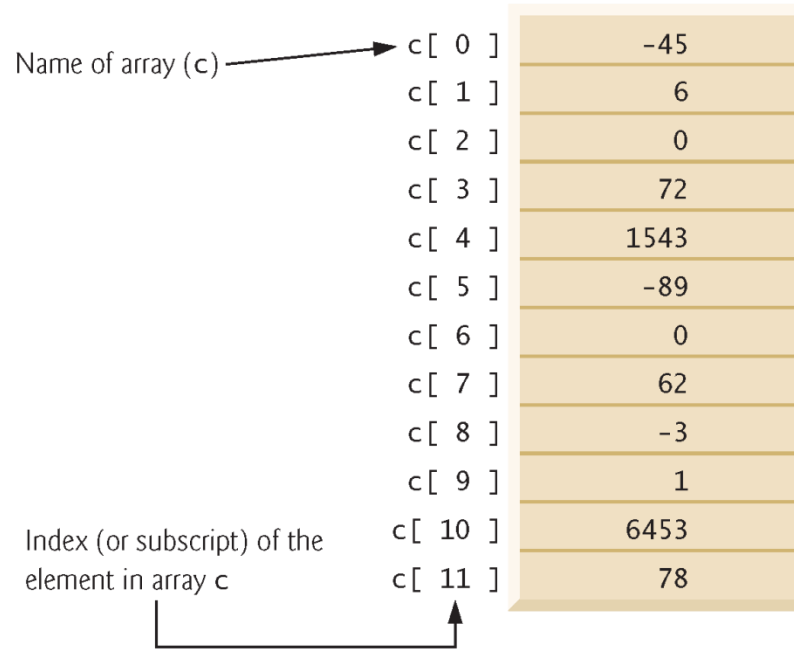 Name of array (c)
c[ 0 ] -45
c[ 1 ] 6
c[ 2 ] 0
c[ 3 ] 72
c[ 4 ] 1543
c[ 5 ] -89
c[ 6 ] 0
c[ 7 ] 62
c[ 8 ] -3
c[ 9 ] 1
c[ 10 ] 6453
c[ 11 ] 78
Index (or subscript) of the
element in array c